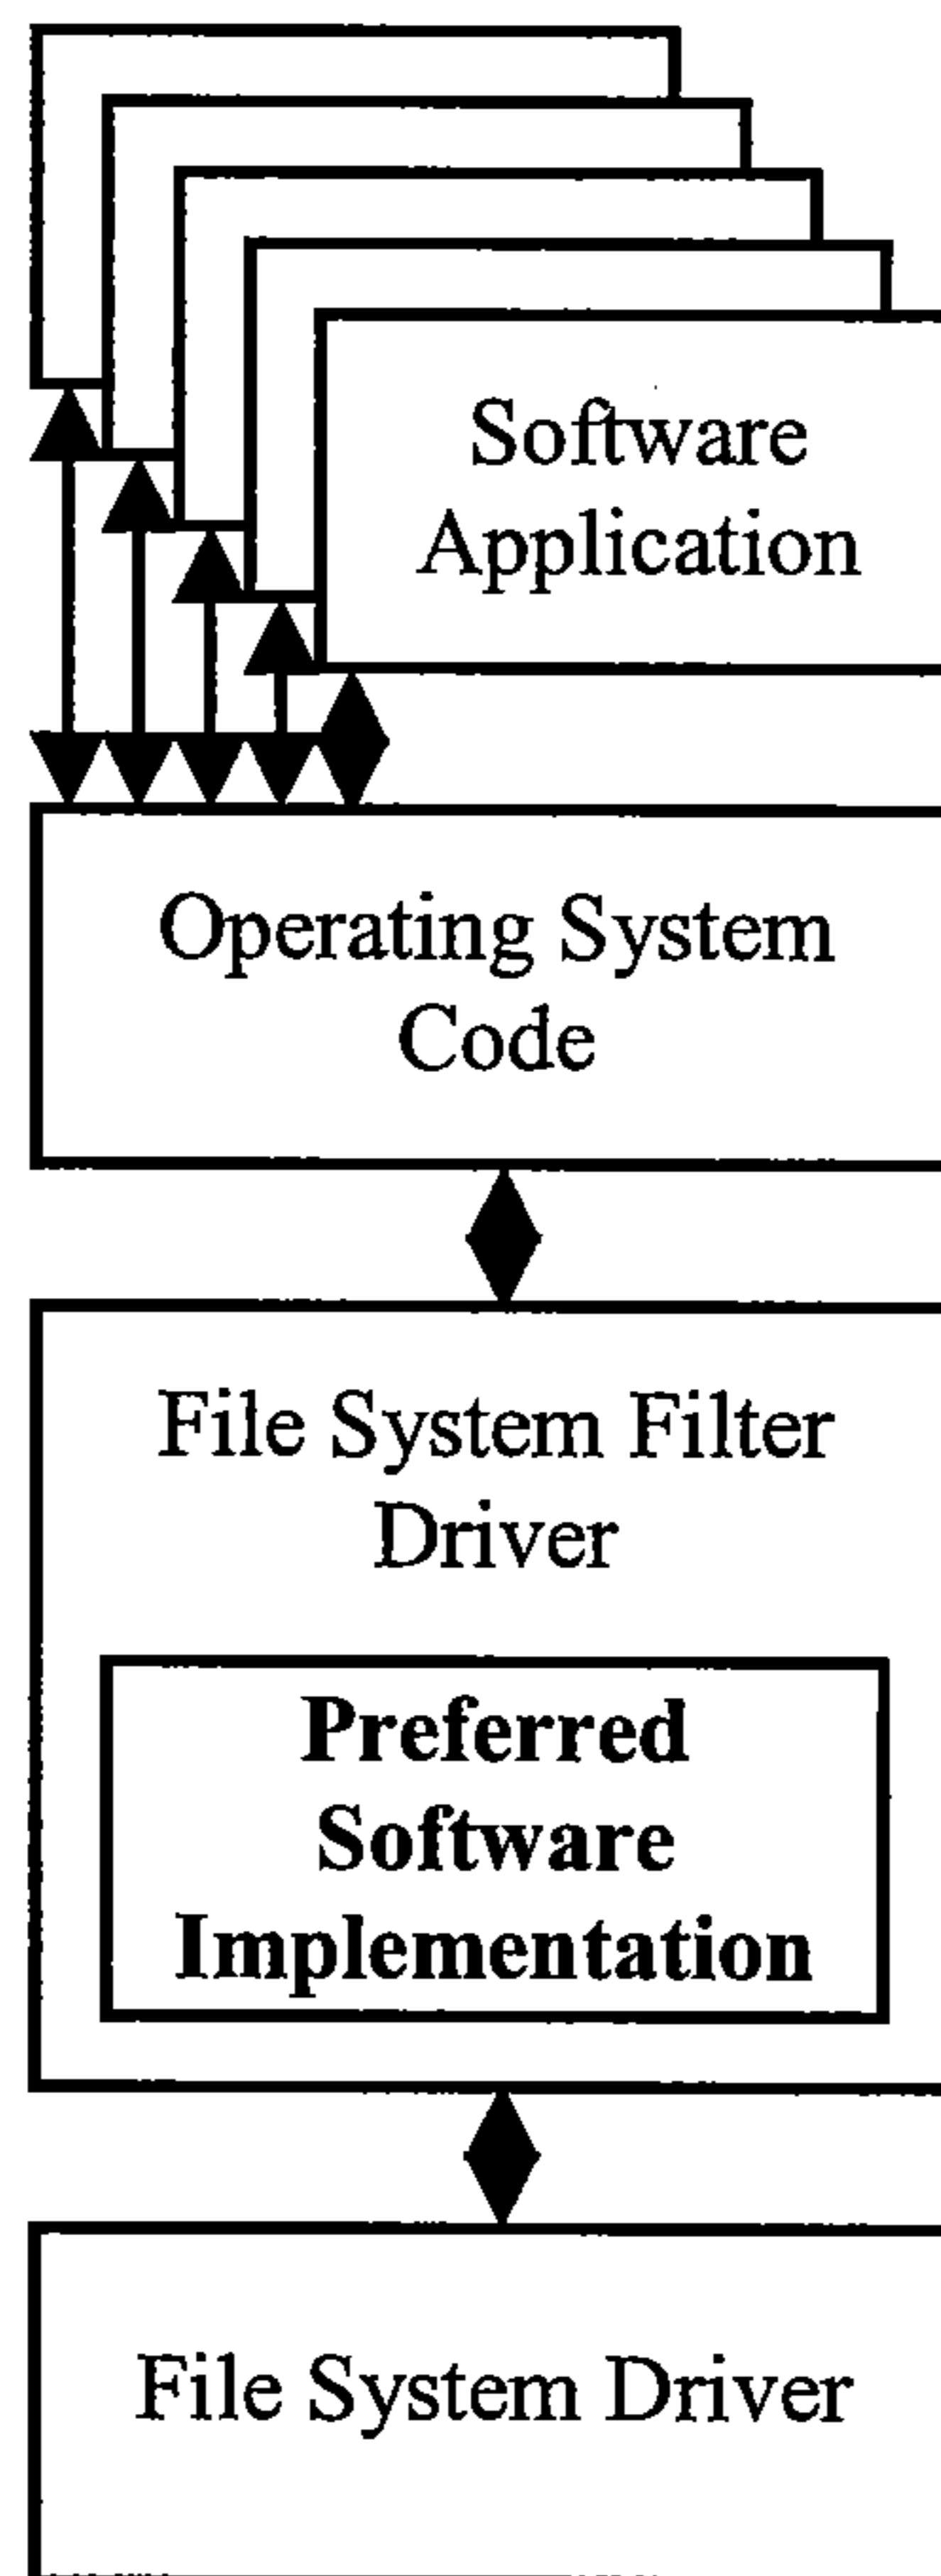 Software
Application
Operating System
Code
File System Filter
Driver
Preferred
Software
Implementation
File System Driver